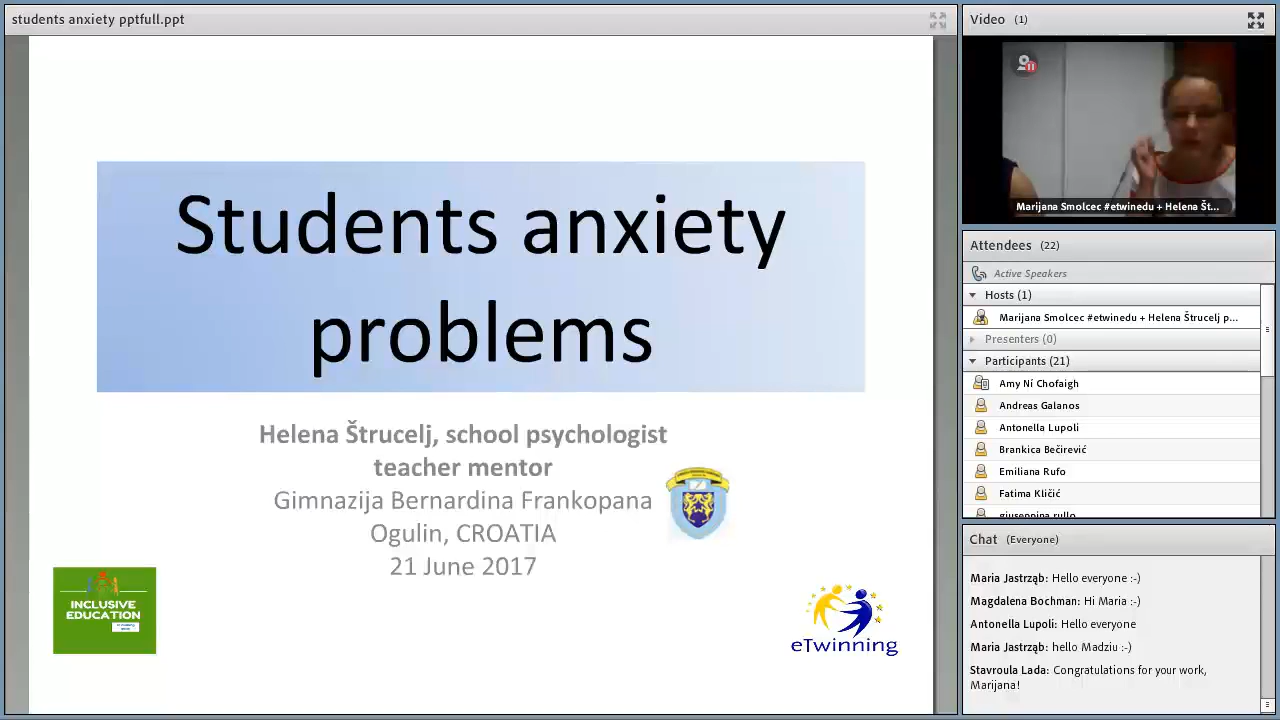 students anxiety pptfull.ppt
Students anxiety
problems
Helena Štrucelj, school psychologist
teacher mentor
Gimnazija Bernardina Frankopana
Ogulin, CROATIA
21 June 2017
INCLUSIVE
EDUCATION
eTwinning
Video (1)
Marijana Smolcec #etwinedu + Helena Št...
Attendees (22)
Active Speakers
Hosts (1)
Marijana Smolcec #etwinedu + Helena Štrucelj p...
Presenters (0)
Participants (21)
Amy Ní Chofaigh
Andreas Galanos
Antonella Lupoli
Brankica Bečirević
Emiliana Rufo
Fatima Kličić
giuseppina rullo
Chat (Everyone)
Maria Jastrząb: Hello everyone :-)
Magdalena Bochman: Hi Maria :-)
Antonella Lupoli: Hello everyone
Maria Jastrząb: hello Madziu :-)
Stavroula Lada: Congratulations for your work,
Marijana!